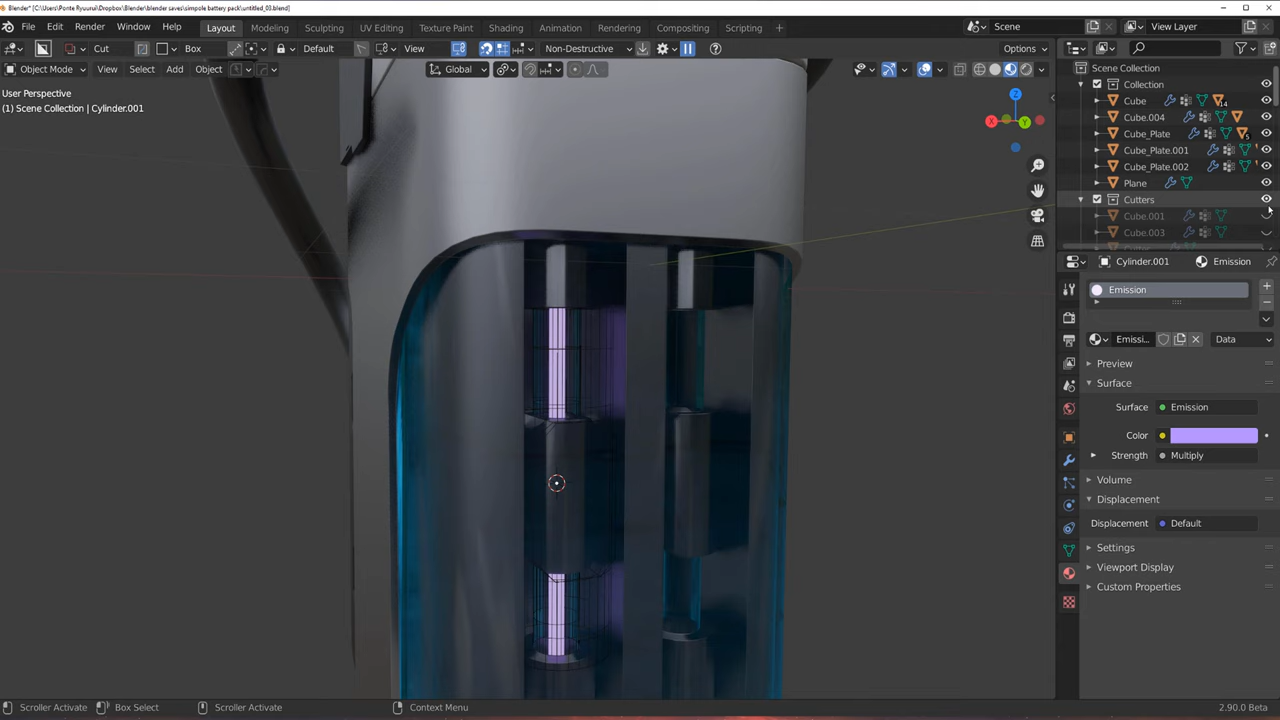 Blender* [C:\Users\Ponte Ryuurui\Dropbox\Blender\blender saves\simpole battery pack\untitled_03.blend]
File Edit Render Window Help Layout Modeling Sculpting UV Editing Texture Paint Shading Animation Rendering Compositing Scripting + Scene View Layer
Cut Box Default View Non-Destructive Options
Object Mode View Select Add Object Global
User Perspective
(1) Scene Collection | Cylinder.001
Z
X
Y
Scene Collection
Collection
Cube 14
Cube.004
Cube_Plate 5
Cube_Plate.001
Cube_Plate.002
Plane
Cutters
Cube.001
Cube.003
Cylinder.001 Emission
Emission
Emissi... Data
Preview
Surface
Surface Emission
Color
Strength Multiply
Volume
Displacement
Displacement Default
Settings
Viewport Display
Custom Properties
Scroller Activate Box Select Scroller Activate Context Menu 2.90.0 Beta